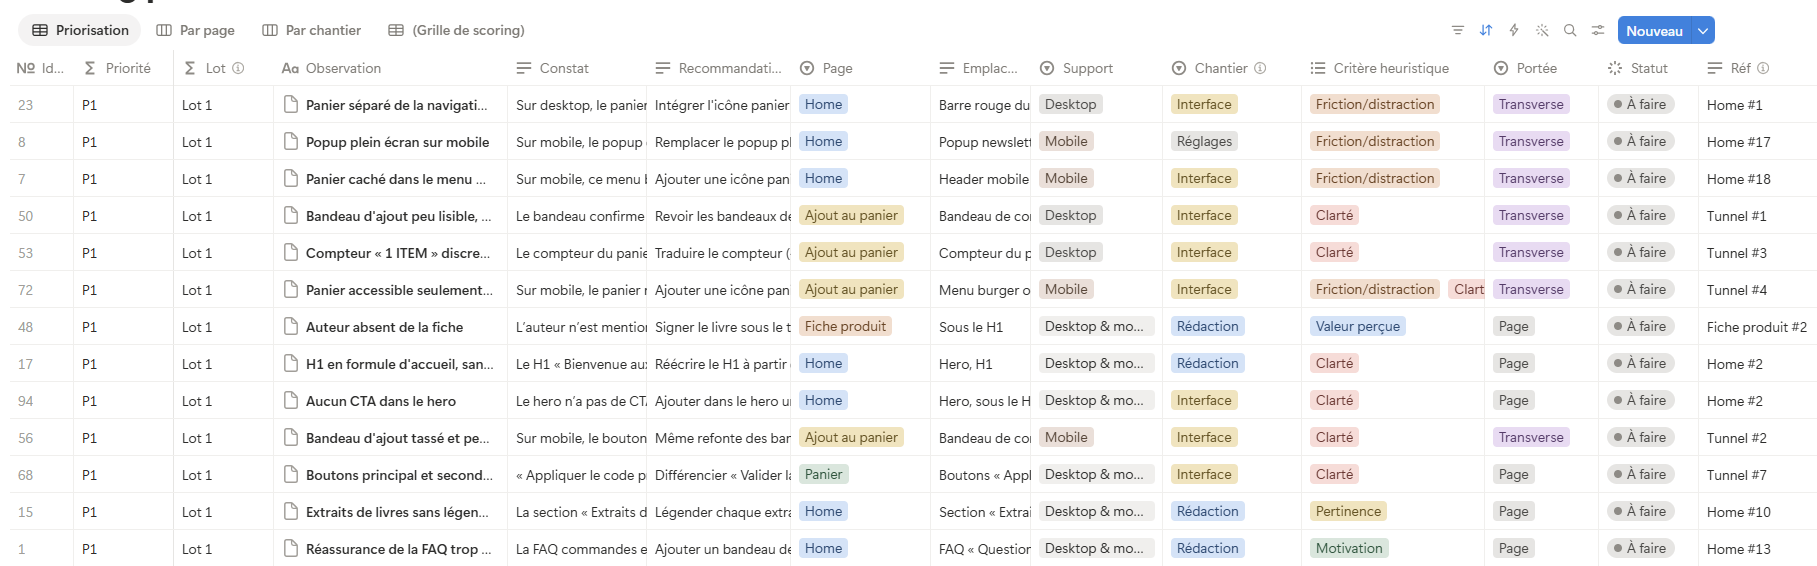 Priorisation Par page Par chantier (Grille de scoring) Nouveau
Nº Id... Priorité Lot Aa Observation Constat Recommandati... Page Emplac... Support Chantier Critère heuristique Portée Statut Réf
23 P1 Lot 1 Panier séparé de la navigati... Sur desktop, le panier Intégrer l'icône panier Home Barre rouge du Desktop Interface Friction/distraction Transverse À faire Home #1
8 P1 Lot 1 Popup plein écran sur mobile Sur mobile, le popup Remplacer le popup pl Home Popup newslett Mobile Réglages Friction/distraction Transverse À faire Home #17
7 P1 Lot 1 Panier caché dans le menu ... Sur mobile, ce menu b Ajouter une icône pan Home Header mobile Mobile Interface Friction/distraction Transverse À faire Home #18
50 P1 Lot 1 Bandeau d'ajout peu lisible, ... Le bandeau confirme Revoir les bandeaux de Ajout au panier Bandeau de con Desktop Interface Clarté Transverse À faire Tunnel #1
53 P1 Lot 1 Compteur « 1 ITEM » discre... Le compteur du panie Traduire le compteur ( Ajout au panier Compteur du p Desktop Interface Clarté Transverse À faire Tunnel #3
72 P1 Lot 1 Panier accessible seulement... Sur mobile, le panier n Ajouter une icône pan Ajout au panier Menu burger o Mobile Interface Friction/distraction Clart Transverse À faire Tunnel #4
48 P1 Lot 1 Auteur absent de la fiche L’auteur n’est mention Signer le livre sous le t Fiche produit Sous le H1 Desktop & mo... Rédaction Valeur perçue Page À faire Fiche produit #2
17 P1 Lot 1 H1 en formule d'accueil, san... Le H1 « Bienvenue aux Réécrire le H1 à partir Home Hero, H1 Desktop & mo... Rédaction Clarté Page À faire Home #2
94 P1 Lot 1 Aucun CTA dans le hero Le hero n’a pas de CTA Ajouter dans le hero u Home Hero, sous le H Desktop & mo... Interface Clarté Page À faire Home #2
56 P1 Lot 1 Bandeau d'ajout tassé et pe... Sur mobile, le bouton Même refonte des ban Ajout au panier Bandeau de con Mobile Interface Clarté Transverse À faire Tunnel #2
68 P1 Lot 1 Boutons principal et second... « Appliquer le code p Différencier « Valider la Panier Boutons « Appl Desktop & mo... Interface Clarté Page À faire Tunnel #7
15 P1 Lot 1 Extraits de livres sans légen... La section « Extraits d Légender chaque extra Home Section « Extrai Desktop & mo... Rédaction Pertinence Page À faire Home #10
1 P1 Lot 1 Réassurance de la FAQ trop ... La FAQ commandes e Ajouter un bandeau de Home FAQ « Question Desktop & mo... Rédaction Motivation Page À faire Home #13